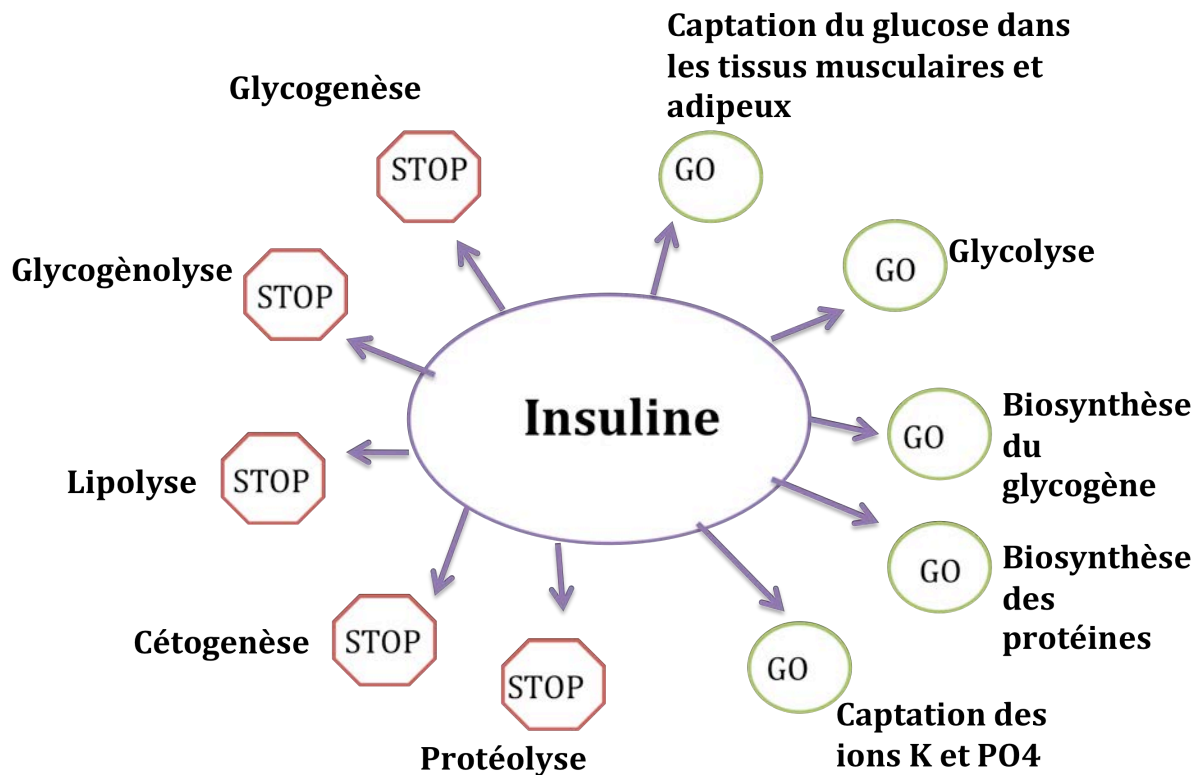 Captation du glucose dans
les tissus musculaires et
adipeux
Glycogenèse
STOP
GO
Glycogènolyse
STOP
GO
Glycolyse
Insuline
Biosynthèse
du
glycogène
GO
Lipolyse
STOP
Biosynthèse
des
protéines
GO
Cétogenèse
STOP
STOP
GO
Captation des
ions K et PO4
Protéolyse